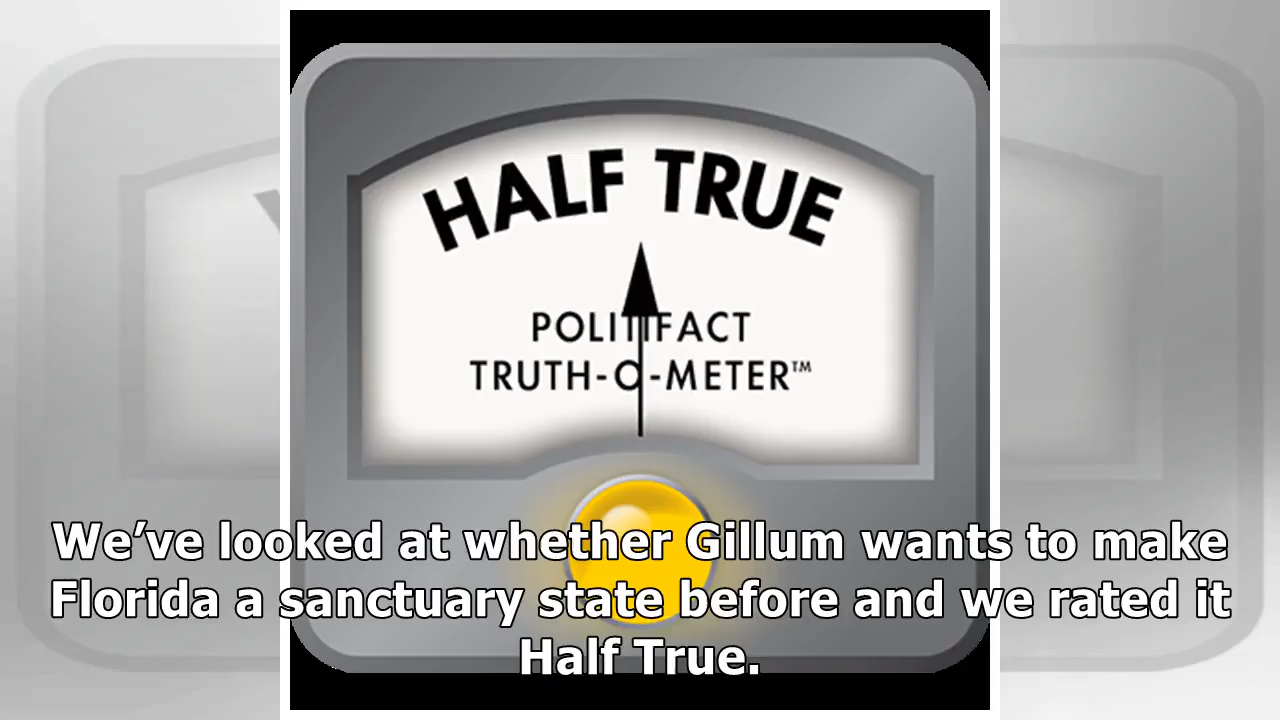 HALF TRUE
POLITIFACT
TRUTH-O-METER™
We’ve looked at whether Gillum wants to make
Florida a sanctuary state before and we rated it
Half True.